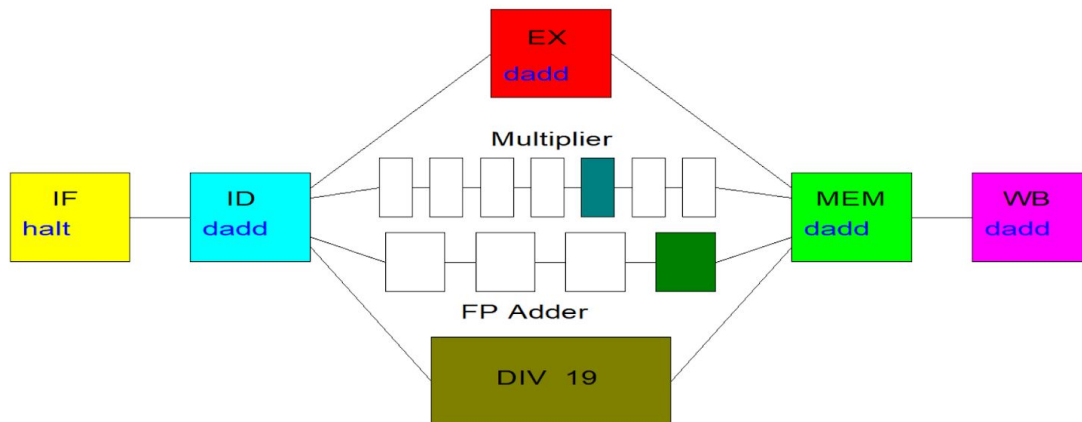 EX
dadd
Multiplier
IF
halt
ID
dadd
MEM
dadd
WB
dadd
FP Adder
DIV 19